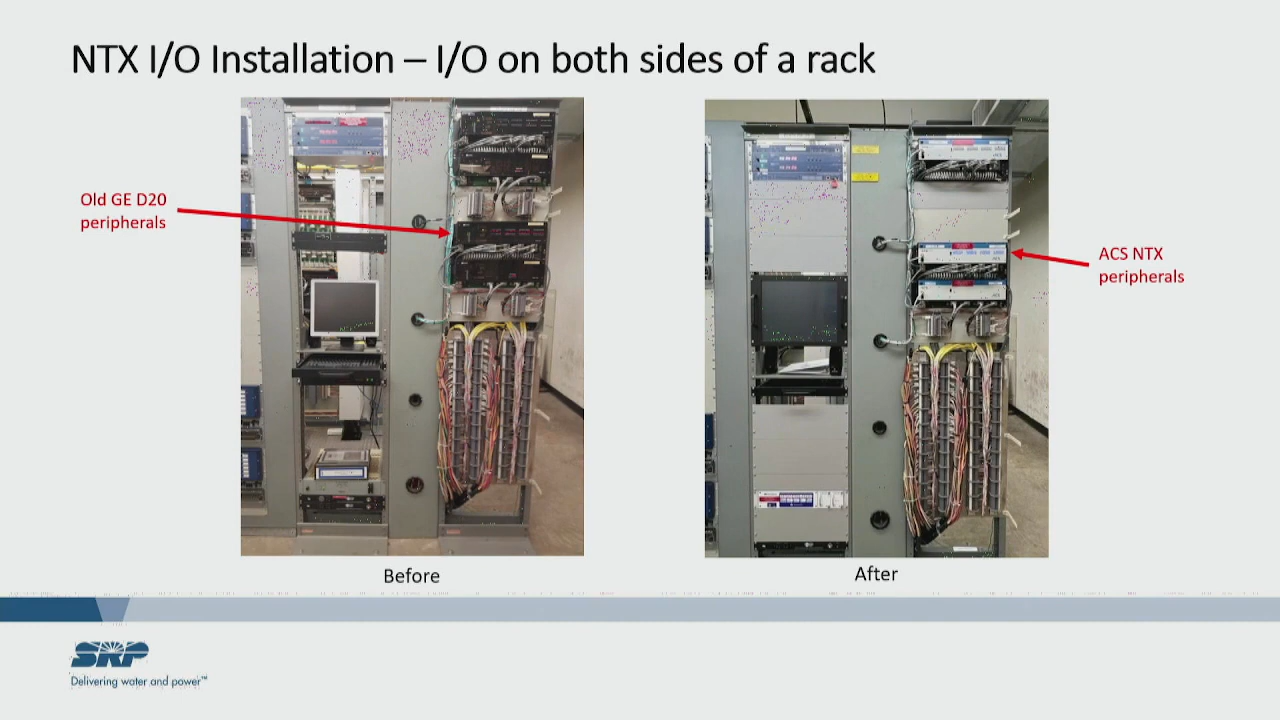 NTX I/O Installation – I/O on both sides of a rack
Old GE D20
peripherals
ACS NTX
peripherals
Before
After
SRP
Delivering water and power™